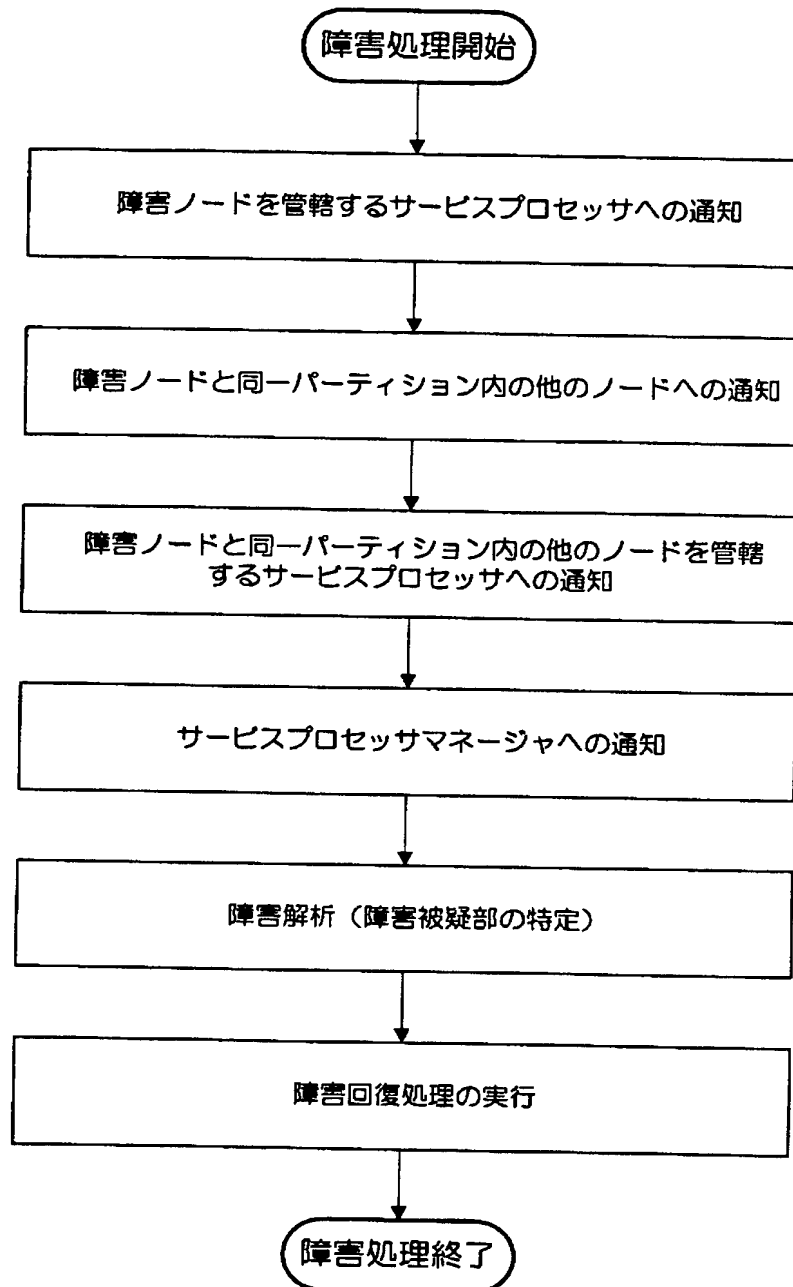 障害処理開始
障害ノードを管轄するサービスプロセッサへの通知
障害ノードと同一パーティション内の他のノードへの通知
障害ノードと同一パーティション内の他のノードを管轄
するサービスプロセッサへの通知
サービスプロセッサマネージャへの通知
障害解析（障害被疑部の特定）
障害回復処理の実行
障害処理終了